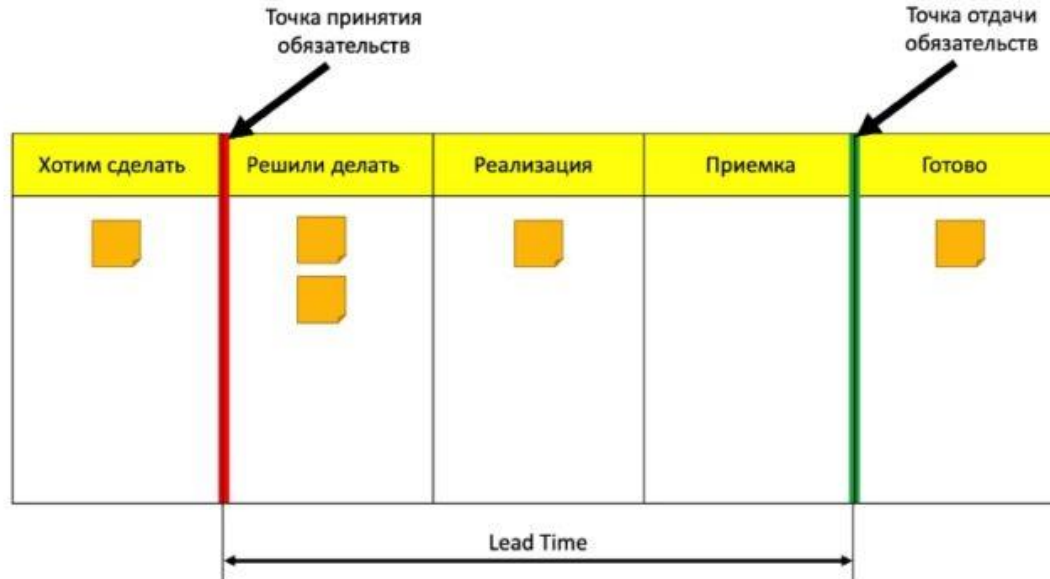 Точка принятия
обязательств
Точка отдачи
обязательств
Хотим сделать
Решили делать
Реализация
Приемка
Готово
Lead Time